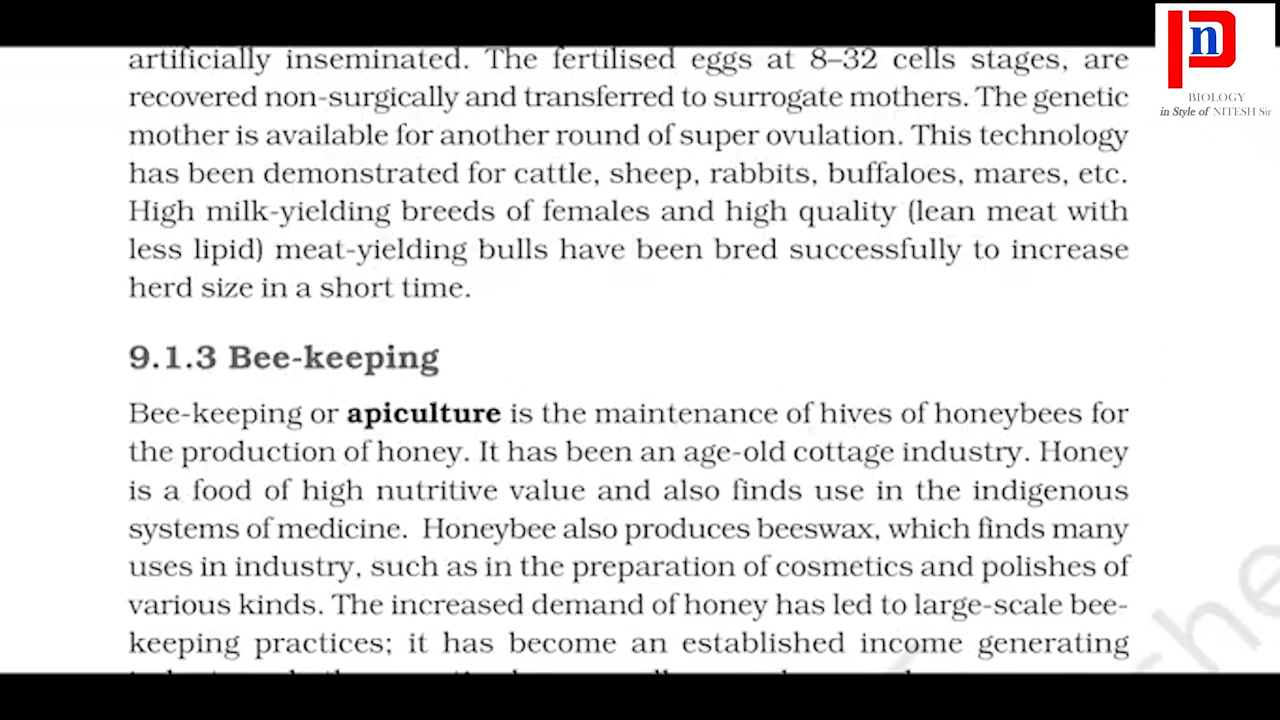 artificially inseminated. The fertilised eggs at 8–32 cells stages, are
recovered non-surgically and transferred to surrogate mothers. The genetic
mother is available for another round of super ovulation. This technology
has been demonstrated for cattle, sheep, rabbits, buffaloes, mares, etc.
High milk-yielding breeds of females and high quality (lean meat with
less lipid) meat-yielding bulls have been bred successfully to increase
herd size in a short time.
9.1.3 Bee-keeping
Bee-keeping or apiculture is the maintenance of hives of honeybees for
the production of honey. It has been an age-old cottage industry. Honey
is a food of high nutritive value and also finds use in the indigenous
systems of medicine. Honeybee also produces beeswax, which finds many
uses in industry, such as in the preparation of cosmetics and polishes of
various kinds. The increased demand of honey has led to large-scale bee-
keeping practices; it has become an established income generating
n
BIOLOGY
in Style of NITESH Sir
she